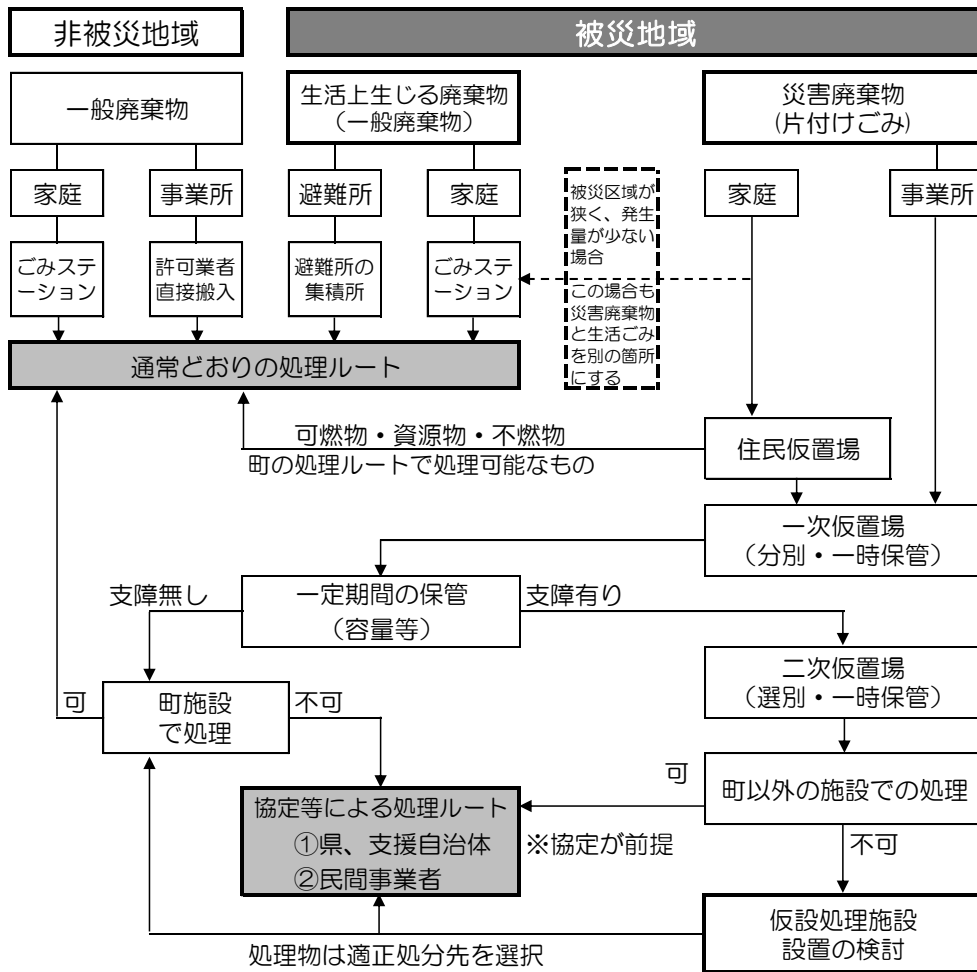 非被災地域
被災地域
一般廃棄物
生活上生じる廃棄物
（一般廃棄物）
災害廃棄物
(片付けごみ)
家庭
事業所
避難所
家庭
被災区域が
狭く、発生
量が少ない
場合
家庭
事業所
ごみステ
ーション
許可業者
直接搬入
避難所の
集積所
ごみステ
ーション
この場合も
災害廃棄物
と生活ごみ
を別の箇所
にする
通常どおりの処理ルート
可燃物・資源物・不燃物
町の処理ルートで処理可能なもの
住民仮置場
一次仮置場
（分別・一時保管）
支障無し
一定期間の保管
（容量等）
支障有り
二次仮置場
（選別・一時保管）
可
町施設
で処理
不可
可
町以外の施設での処理
協定等による処理ルート
①県、支援自治体
②民間事業者
※協定が前提
不可
仮設処理施設
設置の検討
処理物は適正処分先を選択